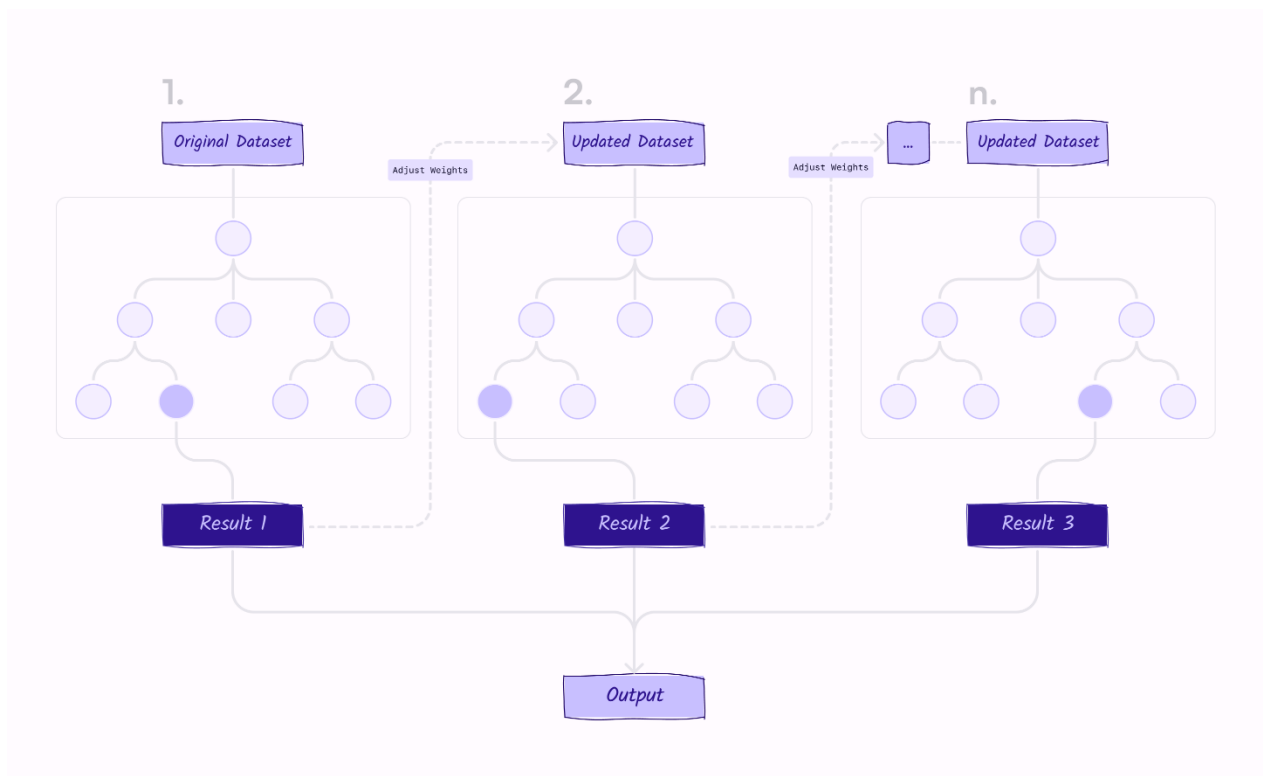 1.
2.
n.
Original Dataset
Updated Dataset
...
Updated Dataset
Adjust Weights
Adjust Weights
Result 1
Result 2
Result 3
Output